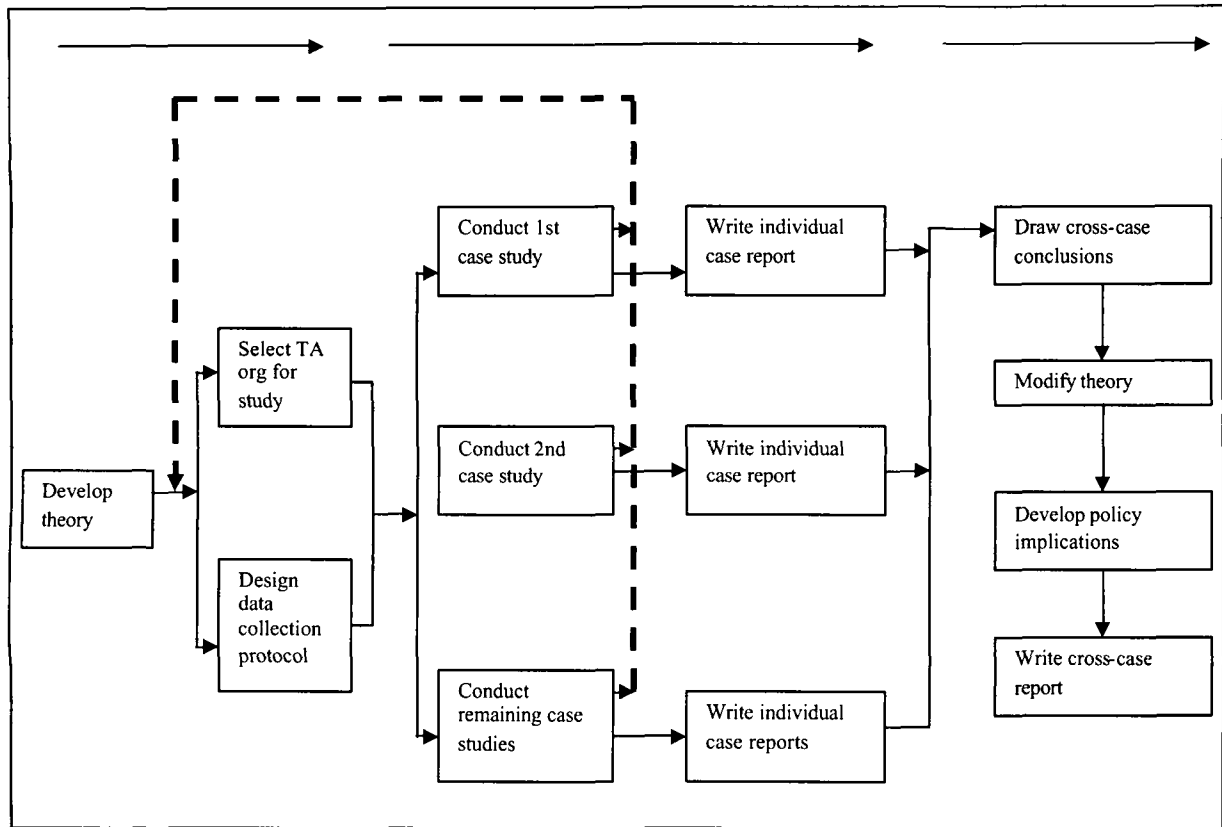 Develop
theory
Select TA
org for
study
Design
data
collection
protocol
Conduct 1st
case study
Conduct 2nd
case study
Conduct
remaining case
studies
Write individual
case report
Write individual
case report
Write individual
case reports
Draw cross-case
conclusions
Modify theory
Develop policy
implications
Write cross-case
report